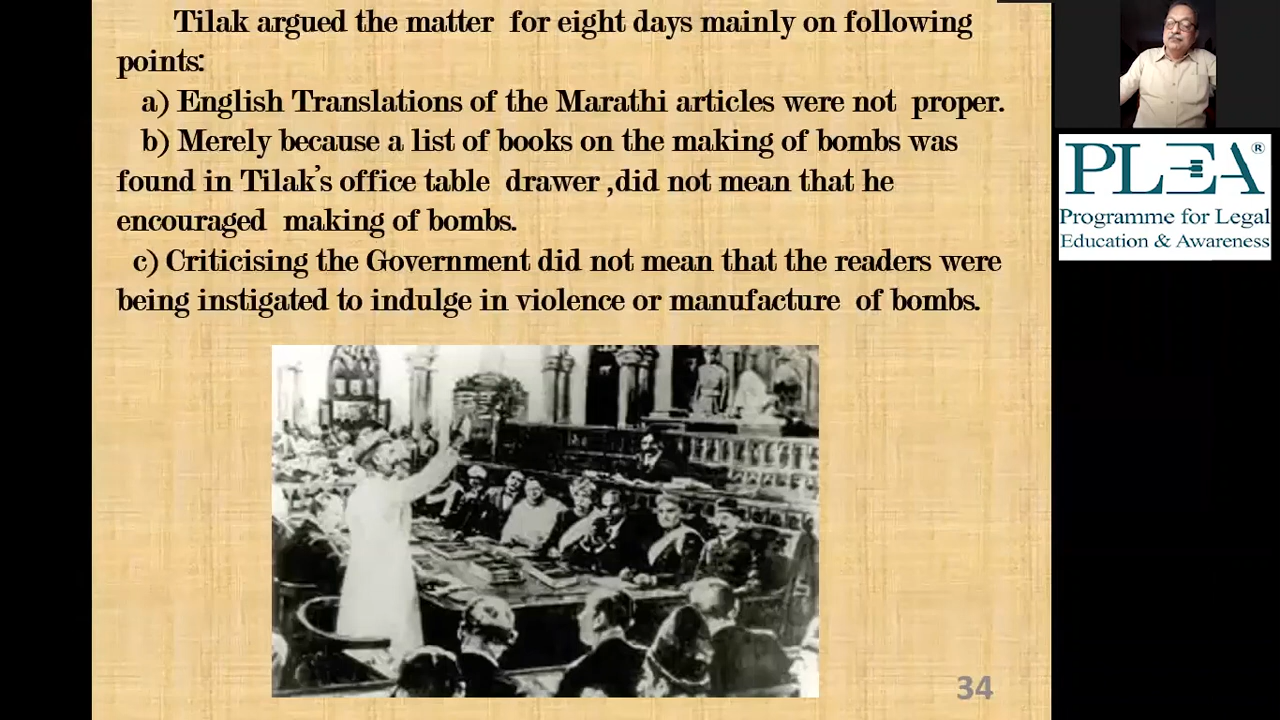 Tilak argued the matter for eight days mainly on following
points:
a) English Translations of the Marathi articles were not proper.
b) Merely because a list of books on the making of bombs was
found in Tilak's office table drawer ,did not mean that he
encouraged making of bombs.
c) Criticising the Government did not mean that the readers were
being instigated to indulge in violence or manufacture of bombs.
34
PLEA®
Programme for Legal
Education & Awareness